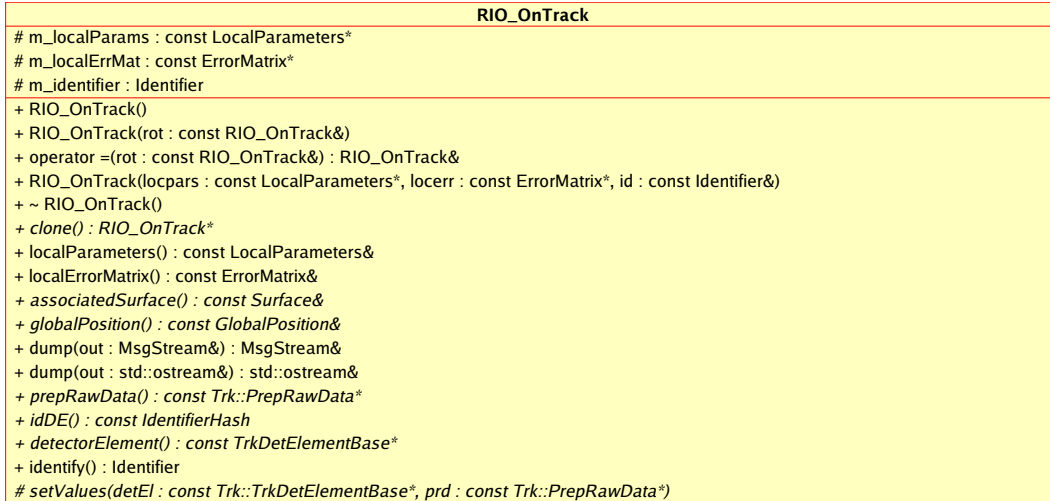 RIO_OnTrack
# m_localParams : const LocalParameters*
# m_localErrMat : const ErrorMatrix*
# m_identifier : Identifier
+ RIO_OnTrack()
+ RIO_OnTrack(rot : const RIO_OnTrack&)
+ operator =(rot : const RIO_OnTrack&) : RIO_OnTrack&
+ RIO_OnTrack(locpars : const LocalParameters*, locerr : const ErrorMatrix*, id : const Identifier&)
+ ~ RIO_OnTrack()
+ clone() : RIO_OnTrack*
+ localParameters() : const LocalParameters&
+ localErrorMatrix() : const ErrorMatrix&
+ associatedSurface() : const Surface&
+ globalPosition() : const GlobalPosition&
+ dump(out : MsgStream&) : MsgStream&
+ dump(out : std::ostream&) : std::ostream&
+ prepRawData() : const Trk::PrepRawData*
+ idDE() : const IdentifierHash
+ detectorElement() : const TrkDetElementBase*
+ identify() : Identifier
# setValues(detEl : const Trk::TrkDetElementBase*, prd : const Trk::PrepRawData*)